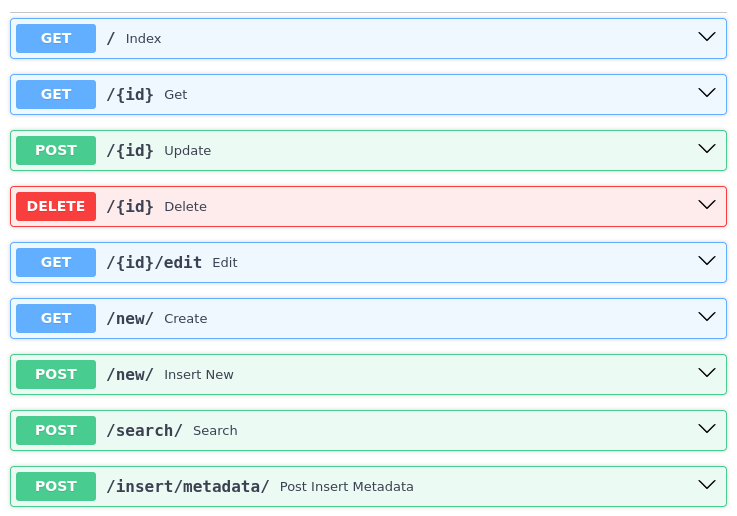 GET / Index
GET /{id} Get
POST /{id} Update
DELETE /{id} Delete
GET /{id}/edit Edit
GET /new/ Create
POST /new/ Insert New
POST /search/ Search
POST /insert/metadata/ Post Insert Metadata